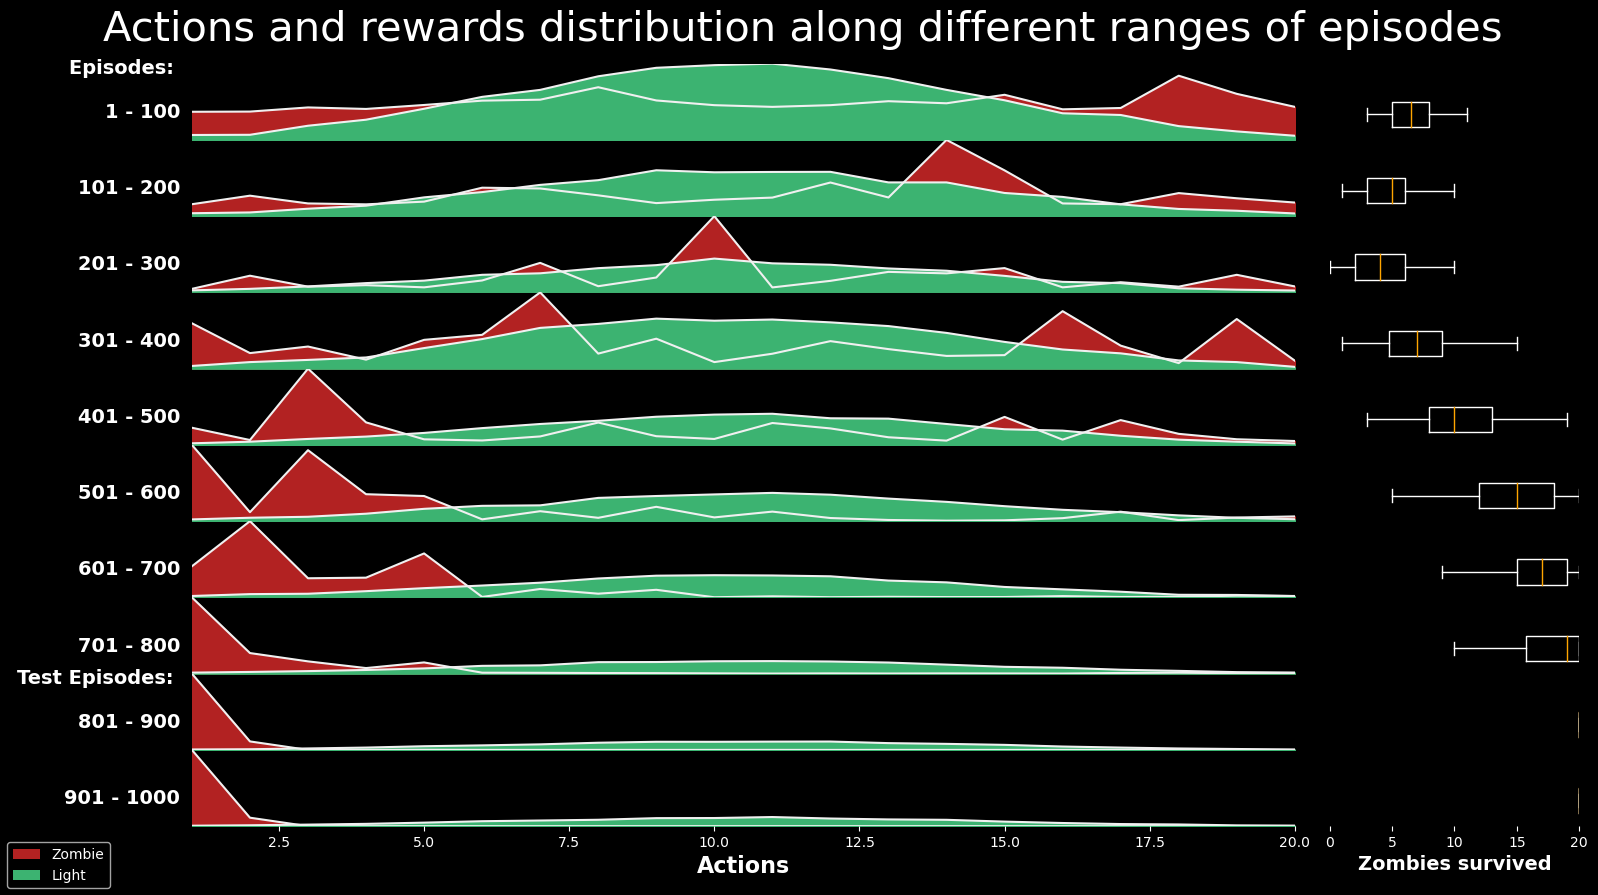 Actions and rewards distribution along different ranges of episodes
Episodes:
1 - 100
101 - 200
201 - 300
301 - 400
401 - 500
501 - 600
601 - 700
701 - 800
Test Episodes:
801 - 900
901 - 1000
2.5 5.0 7.5 10.0 12.5 15.0 17.5 20.0
0 5 10 15 20
Actions
Zombies survived
Zombie
Light